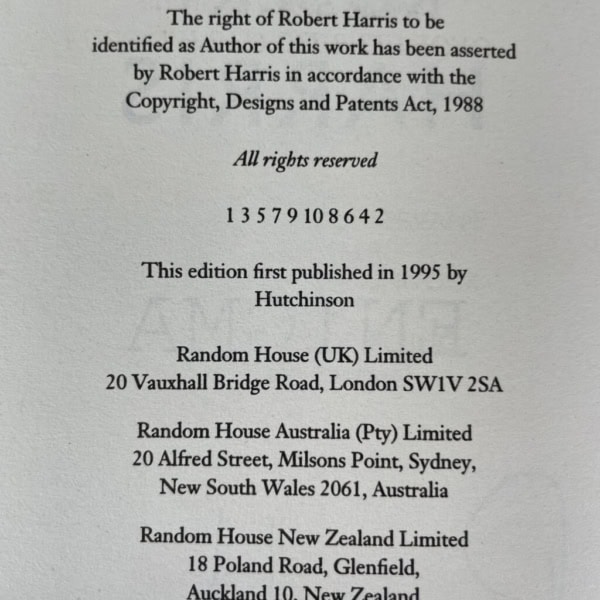 The right of Robert Harris to be
identified as Author of this work has been asserted
by Robert Harris in accordance with the
Copyright, Designs and Patents Act, 1988
All rights reserved
1 3 5 7 9 10 8 6 4 2
This edition first published in 1995 by
Hutchinson
Random House (UK) Limited
20 Vauxhall Bridge Road, London SW1V 2SA
Random House Australia (Pty) Limited
20 Alfred Street, Milsons Point, Sydney,
New South Wales 2061, Australia
Random House New Zealand Limited
18 Poland Road, Glenfield,
Auckland 10, New Zealand